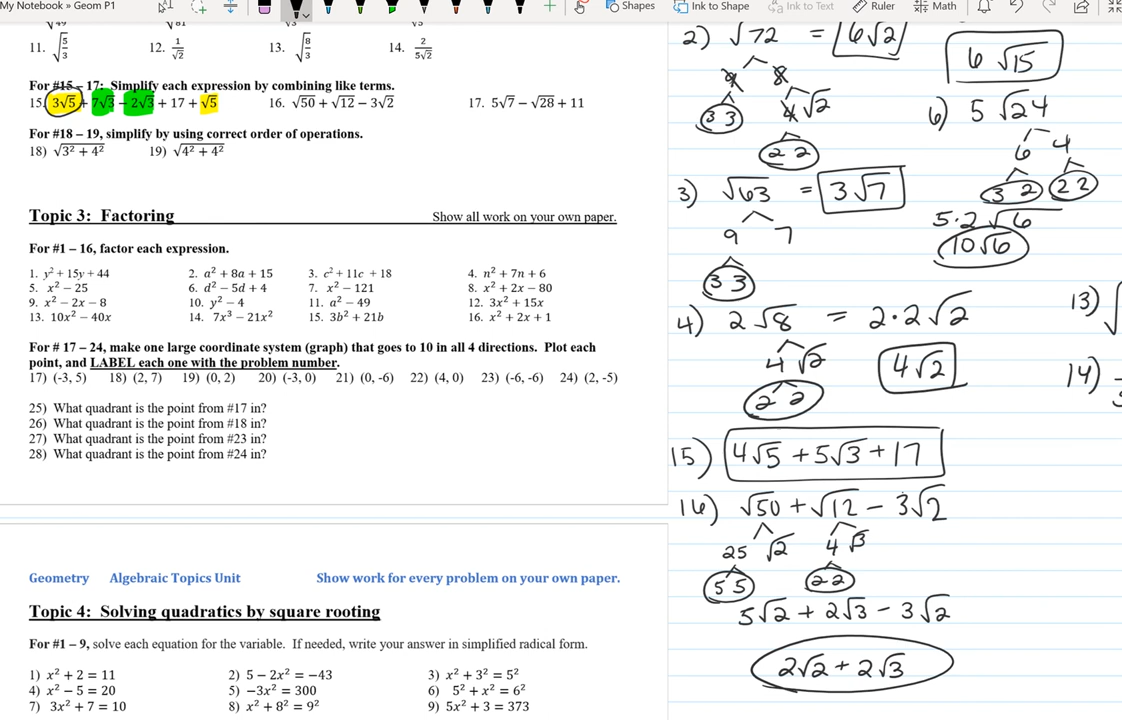 My Notebook » Geom P1
Shapes
Ink to Shape
Ink to Text
Ruler
Math
√49 √81 √3 √5
11. √(5/3) 12. 1/√2 13. √(8/3) 14. 2/(5√2)
For #15 – 17: Simplify each expression by combining like terms.
15. 3√5 + 7√3 − 2√3 + 17 + √5 16. √50 + √12 − 3√2 17. 5√7 − √28 + 11
For #18 – 19, simplify by using correct order of operations.
18) √(3² + 4²) 19) √(4² + 4²)
Topic 3: Factoring Show all work on your own paper.
For #1 – 16, factor each expression.
1. y² + 15y + 44 2. a² + 8a + 15 3. c² + 11c + 18 4. n² + 7n + 6
5. x² − 25 6. d² − 5d + 4 7. x² − 121 8. x² + 2x − 80
9. x² − 2x − 8 10. y² − 4 11. a² − 49 12. 3x² + 15x
13. 10x² − 40x 14. 7x³ − 21x² 15. 3b² + 21b 16. x² + 2x + 1
For # 17 – 24, make one large coordinate system (graph) that goes to 10 in all 4 directions. Plot each
point, and LABEL each one with the problem number.
17) (-3, 5) 18) (2, 7) 19) (0, 2) 20) (-3, 0) 21) (0, -6) 22) (4, 0) 23) (-6, -6) 24) (2, -5)
25) What quadrant is the point from #17 in?
26) What quadrant is the point from #18 in?
27) What quadrant is the point from #23 in?
28) What quadrant is the point from #24 in?
Geometry Algebraic Topics Unit Show work for every problem on your own paper.
Topic 4: Solving quadratics by square rooting
For #1 – 9, solve each equation for the variable. If needed, write your answer in simplified radical form.
1) x² + 2 = 11 2) 5 − 2x² = −43 3) x² + 3² = 5²
4) x² − 5 = 20 5) −3x² = 300 6) 5² + x² = 6²
7) 3x² + 7 = 10 8) x² + 8² = 9² 9) 5x² + 3 = 373
2) √72 = 6√2
9 8
3 3 4 √2
2 2
3) √63 = 3√7
9 7
3 3
4) 2√8 = 2·2√2
4 √2 4√2
2 2
15) 4√5 + 5√3 + 17
16) √50 + √12 − 3√2
25 √2 4 √3
5 5 2 2
5√2 + 2√3 − 3√2
2√2 + 2√3
6√15
6) 5√24
6 4
3 2 2 2
5·2√6
10√6
13) √
14)